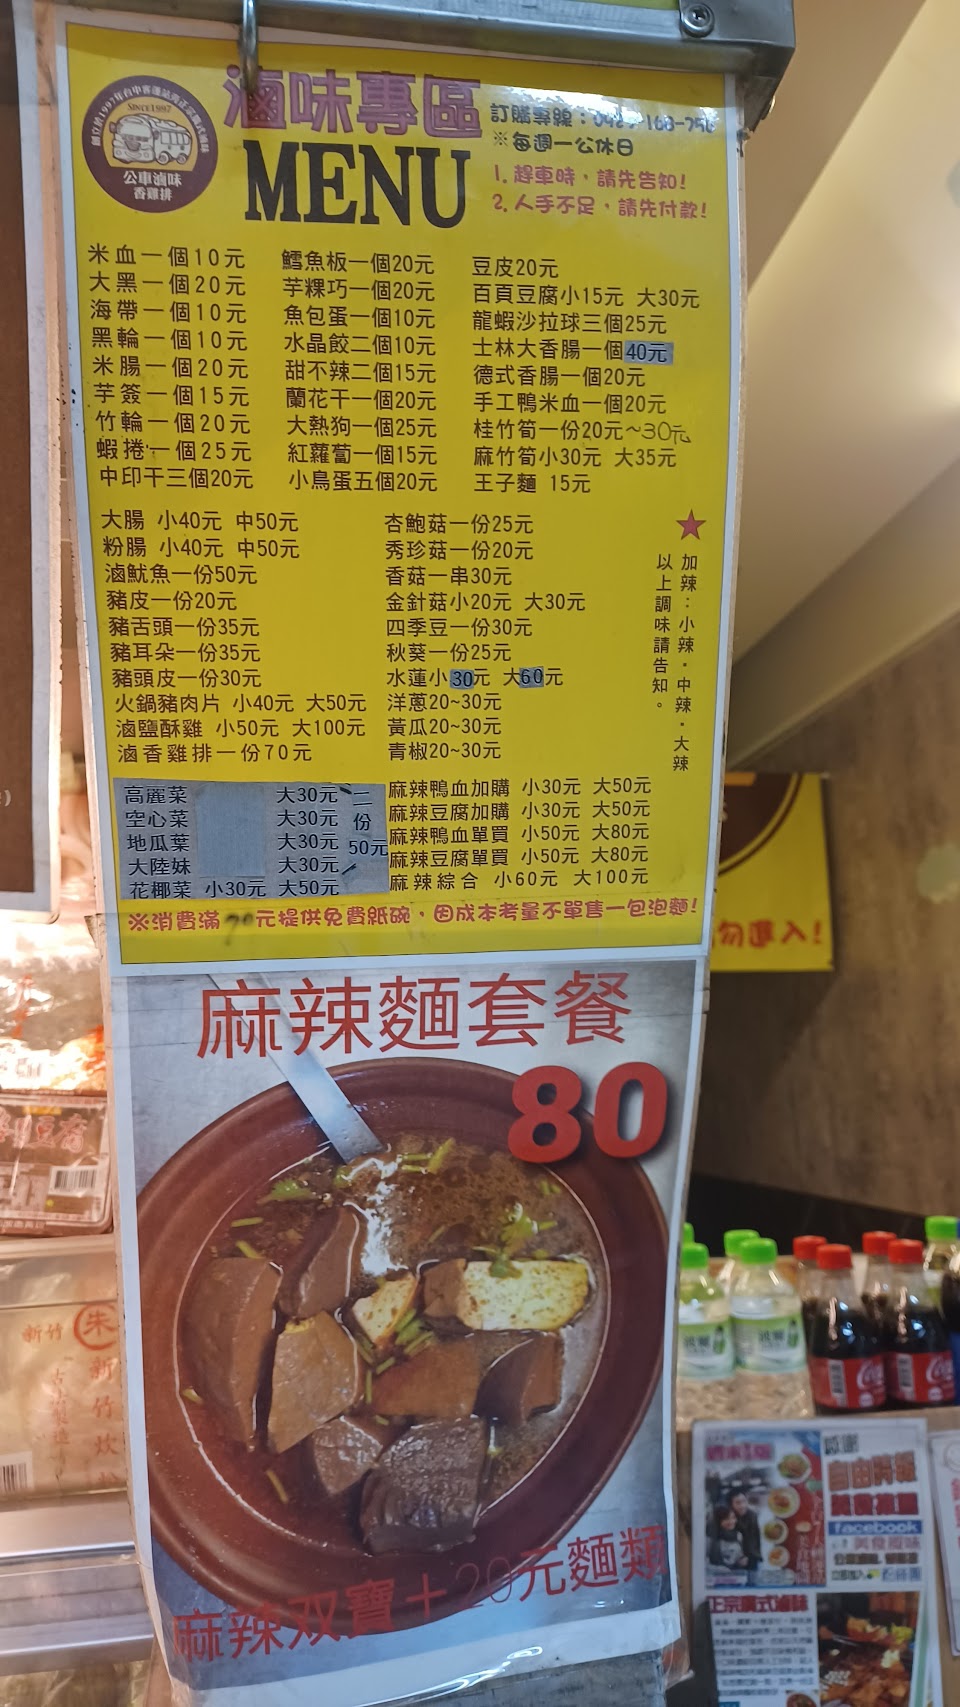 滷味專區
MENU
SINCE1997
公車滷味
香雞排
訂購專線：
※每週一公休日
1. 趕車時，請先告知!
2. 人手不足，請先付款!
米血一個10元
大黑一個20元
海帶一個10元
黑輪一個10元
米腸一個20元
芋簽一個15元
竹輪一個20元
蝦捲一個25元
中印干三個20元
鱈魚板一個20元
芋粿巧一個20元
魚包蛋一個10元
水晶餃二個10元
甜不辣二個15元
蘭花干一個20元
大熱狗一個25元
紅蘿蔔一個15元
小鳥蛋五個20元
豆皮20元
百頁豆腐小15元 大30元
龍蝦沙拉球三個25元
士林大香腸一個40元
德式香腸一個20元
手工鴨米血一個20元
桂竹筍一份20元~30元
麻竹筍小30元 大35元
王子麵 15元
大腸 小40元 中50元
粉腸 小40元 中50元
滷魷魚一份50元
豬皮一份20元
豬舌頭一份35元
豬耳朵一份35元
豬頭皮一份30元
火鍋豬肉片 小40元 大50元
滷鹽酥雞 小50元 大100元
滷香雞排一份70元
杏鮑菇一份25元
秀珍菇一份20元
香菇一串30元
金針菇小20元 大30元
四季豆一份30元
秋葵一份25元
水蓮小30元 大60元
洋蔥20~30元
黃瓜20~30元
青椒20~30元
★
加辣：小辣・中辣・大辣
以上調味請告知。
高麗菜 大30元
空心菜 大30元
地瓜葉 大30元
大陸妹 大30元
二份50元
花椰菜 小30元 大50元
麻辣鴨血加購 小30元 大50元
麻辣豆腐加購 小30元 大50元
麻辣鴨血單買 小50元 大80元
麻辣豆腐單買 小50元 大80元
麻辣綜合 小60元 大100元
※消費滿70元提供免費紙碗，因成本考量不單售一包泡麵!
麻辣麵套餐
80
麻辣双寶＋20元麵類
勿進入!
豆腐
新竹
朱
新竹炊粉
古早製造
facebook
正宗廣式滷味